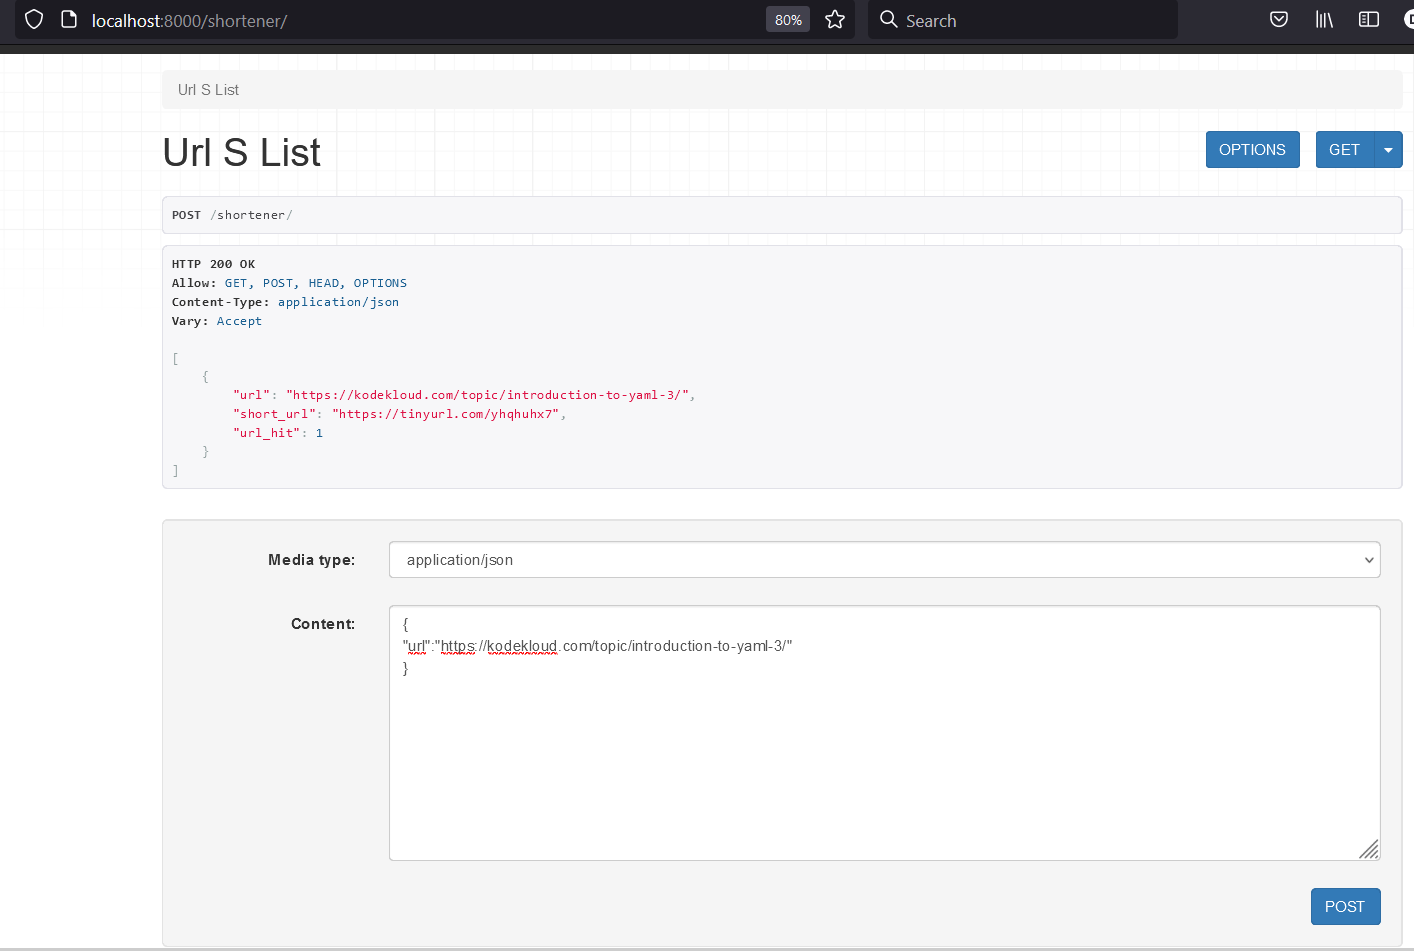 localhost:8000/shortener/ 80% Search
Url S List
Url S List OPTIONS GET
POST /shortener/
HTTP 200 OK
Allow: GET, POST, HEAD, OPTIONS
Content-Type: application/json
Vary: Accept
[
{
"url": "https://kodekloud.com/topic/introduction-to-yaml-3/",
"short_url": "https://tinyurl.com/yhqhuhx7",
"url_hit": 1
}
]
Media type: application/json
Content: {
"url":"https://kodekloud.com/topic/introduction-to-yaml-3/"
}
POST